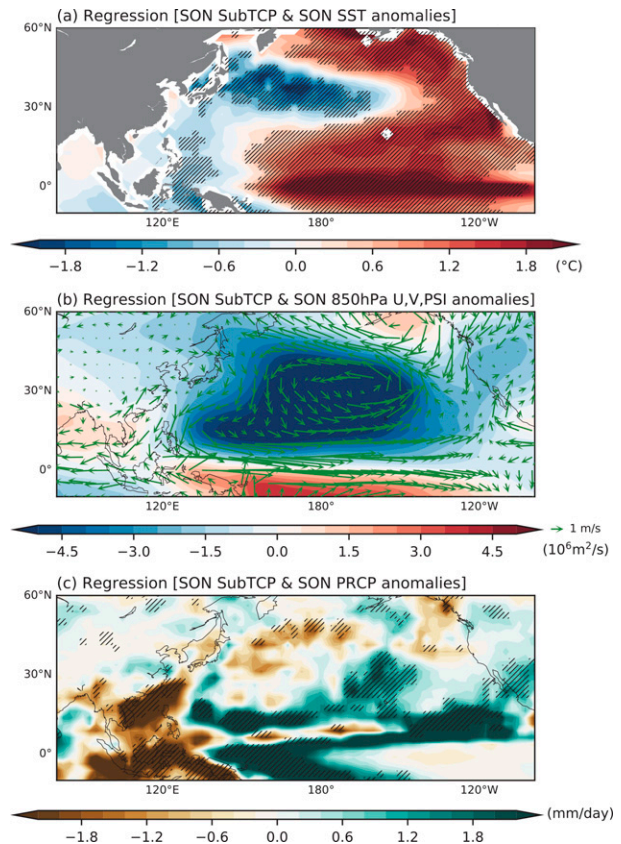 (a) Regression [SON SubTCP & SON SST anomalies]
60°N
30°N
0°
120°E 180° 120°W
−1.8 −1.2 −0.6 0.0 0.6 1.2 1.8 (°C)
(b) Regression [SON SubTCP & SON 850hPa U,V,PSI anomalies]
60°N
30°N
0°
120°E 180° 120°W
1 m/s
−4.5 −3.0 −1.5 0.0 1.5 3.0 4.5 (10⁶m²/s)
(c) Regression [SON SubTCP & SON PRCP anomalies]
60°N
30°N
0°
120°E 180° 120°W
(mm/day)
−1.8 −1.2 −0.6 0.0 0.6 1.2 1.8